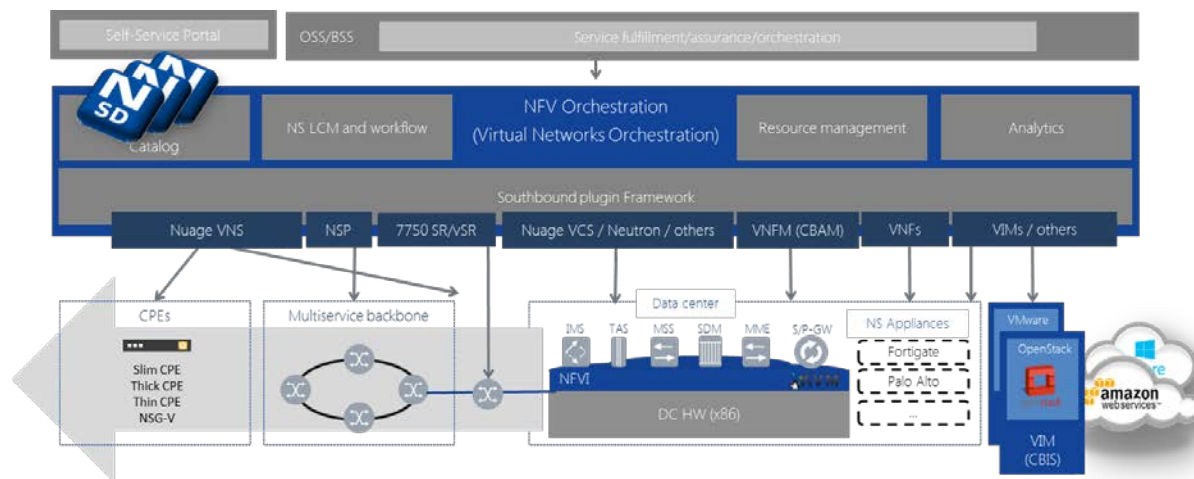 Self-Service Portal
OSS/BSS
Service fulfillment/assurance/orchestration
N
SD
Catalog
NS LCM and workflow
NFV Orchestration
(Virtual Networks Orchestration)
Resource management
Analytics
Southbound plugin Framework
Nuage VNS
NSP
7750 SR/vSR
Nuage VCS / Neutron / others
VNFM (CBAM)
VNFs
VIMs / others
CPEs
Slim CPE
Thick CPE
Thin CPE
NSG-V
Multiservice backbone
Data center
IMS
TAS
MSS
SDM
MME
S/P-GW
NFVI
KVM
DC HW (x86)
NS Appliances
Fortigate
Palo Alto
...
VMware
OpenStack
VIM
(CBIS)
amazon
webservices™